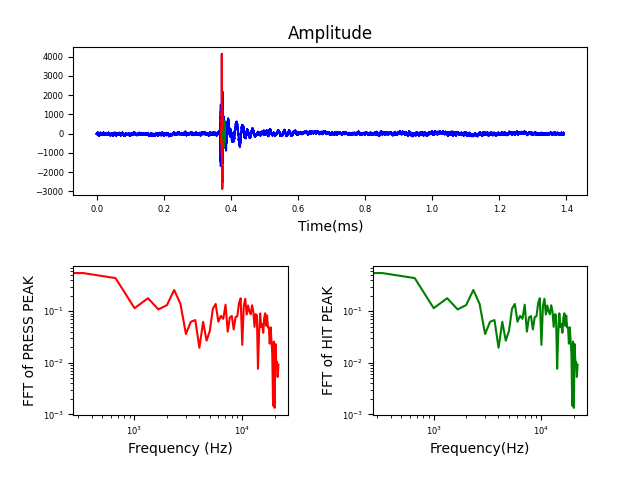 Amplitude
4000
3000
2000
1000
0
−1000
−2000
−3000
0.0 0.2 0.4 0.6 0.8 1.0 1.2 1.4
Time(ms)
FFT of PRESS PEAK
10⁻¹
10⁻²
10⁻³
10³ 10⁴
Frequency (Hz)
FFT of HIT PEAK
10⁻¹
10⁻²
10⁻³
10³ 10⁴
Frequency(Hz)